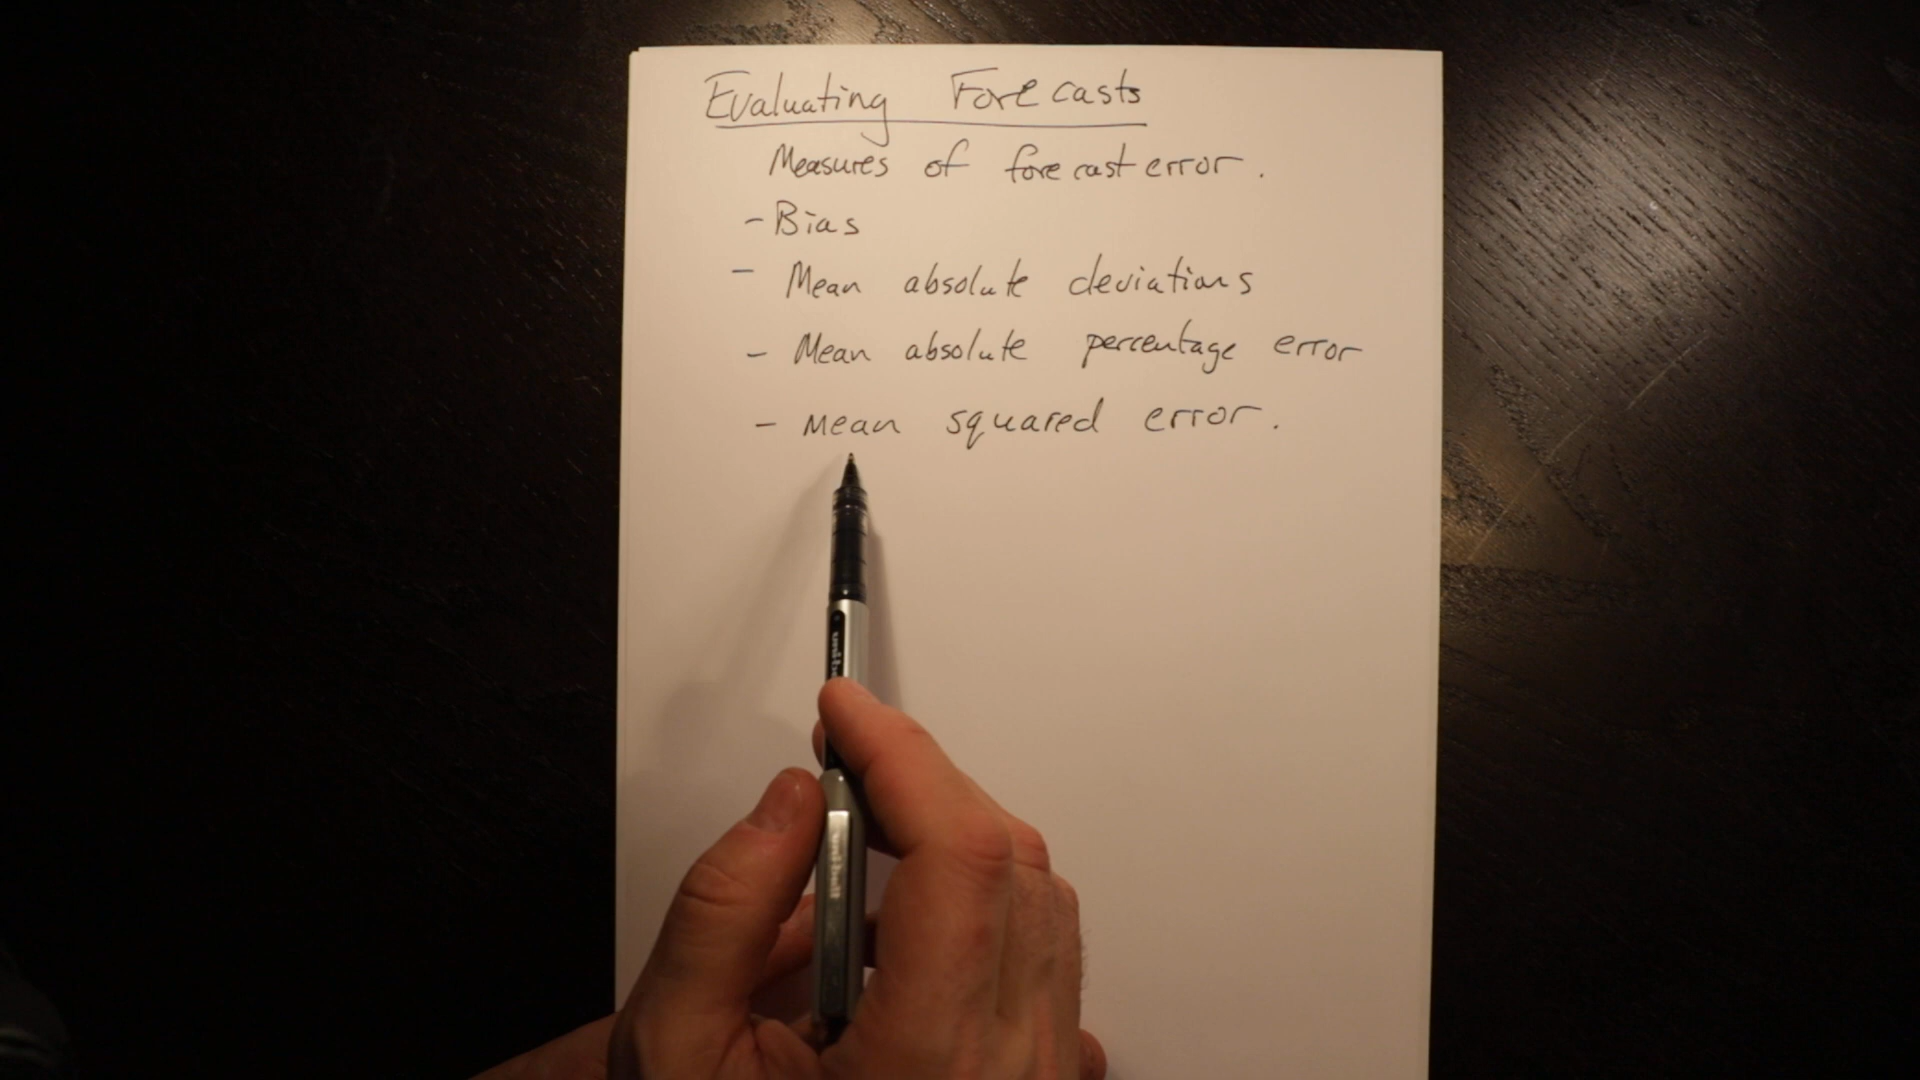 Evaluating Forecasts
Measures of forecast error.
- Bias
- Mean absolute deviations
- Mean absolute percentage error
- Mean squared error.